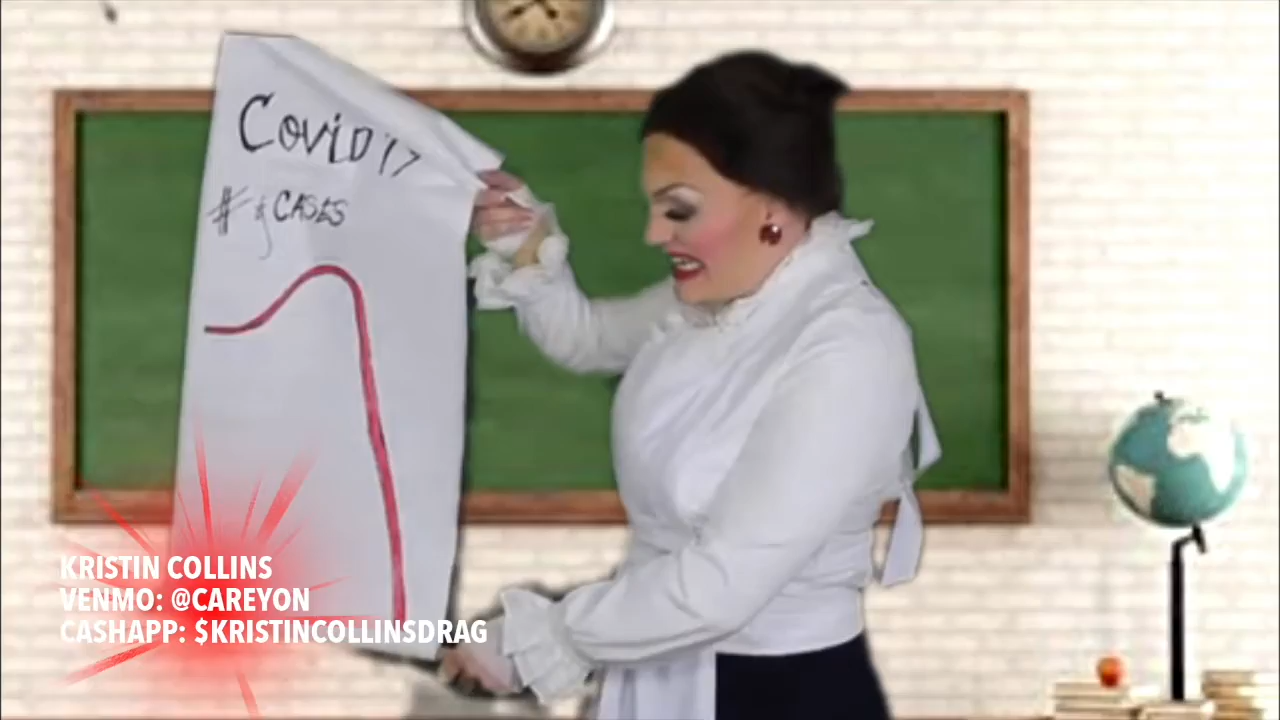 Covid '17
# of CASES
KRISTIN COLLINS
VENMO: @CAREYON
CASHAPP: $KRISTINCOLLINSDRAG